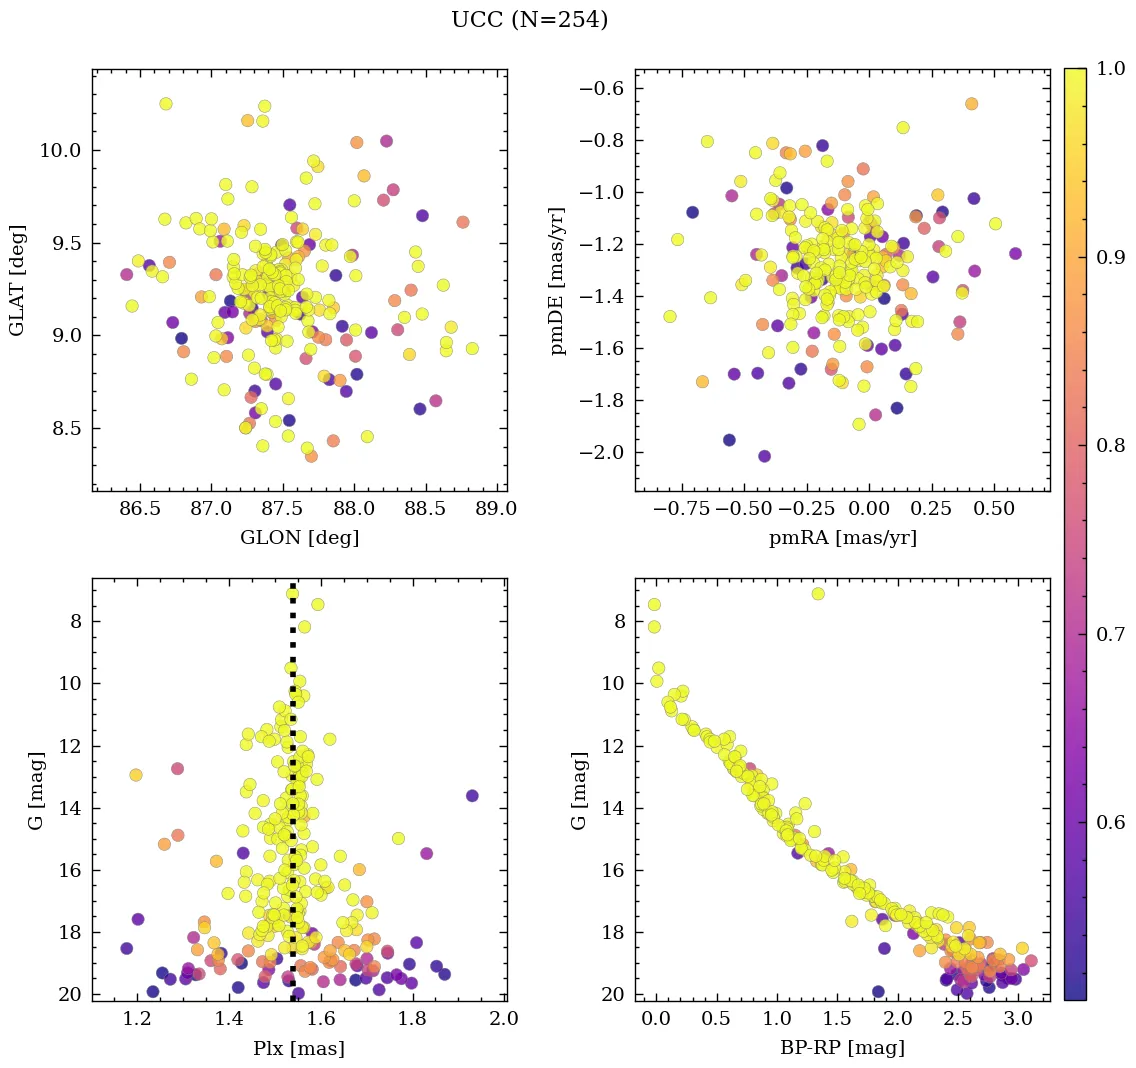 UCC (N=254)
10.0
9.5
9.0
8.5
GLAT [deg]
86.5 87.0 87.5 88.0 88.5 89.0
GLON [deg]
−0.6
−0.8
−1.0
−1.2
−1.4
−1.6
−1.8
−2.0
pmDE [mas/yr]
−0.75 −0.50 −0.25 0.00 0.25 0.50
pmRA [mas/yr]
1.0
0.9
0.8
0.7
0.6
8
10
12
14
16
18
20
G [mag]
1.2 1.4 1.6 1.8 2.0
Plx [mas]
8
10
12
14
16
18
20
G [mag]
0.0 0.5 1.0 1.5 2.0 2.5 3.0
BP-RP [mag]